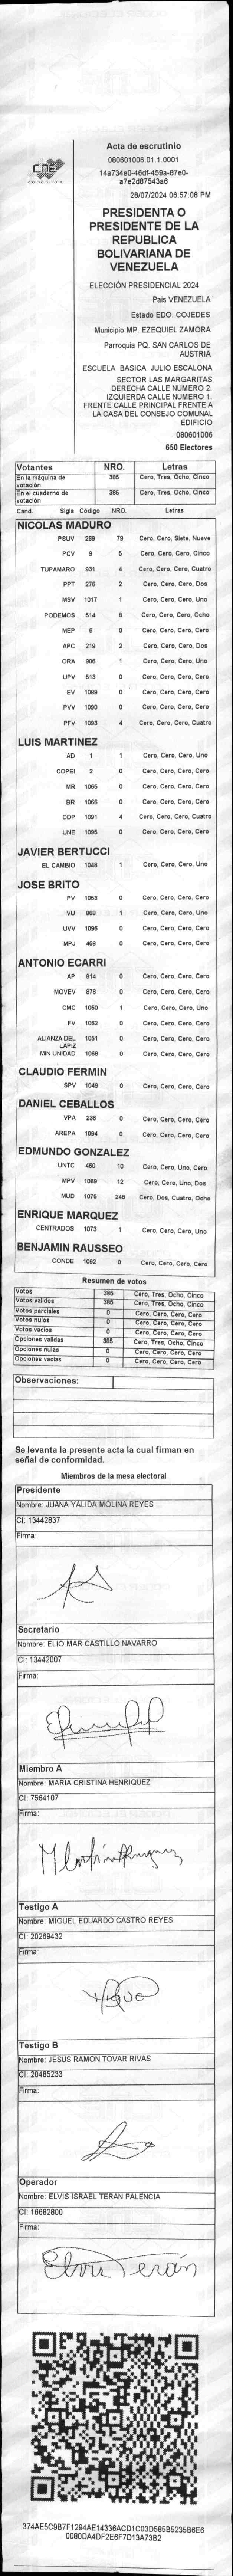 CNE
Acta de escrutinio
080601006.01.1.0001
14a734e0-46df-459a-87e0-
a7e2d87543a6
28/07/2024 06:57:08 PM
PRESIDENTA O
PRESIDENTE DE LA
REPUBLICA
BOLIVARIANA DE
VENEZUELA
ELECCIÓN PRESIDENCIAL 2024
Pais VENEZUELA
Estado EDO. COJEDES
Municipio MP. EZEQUIEL ZAMORA
Parroquia PQ. SAN CARLOS DE
AUSTRIA
ESCUELA BASICA JULIO ESCALONA
SECTOR LAS MARGARITAS
DERECHA CALLE NUMERO 2.
IZQUIERDA CALLE NUMERO 1.
FRENTE CALLE PRINCIPAL FRENTE A
LA CASA DEL CONSEJO COMUNAL
EDIFICIO
080601006
650 Electores
Votantes NRO. Letras
En la máquina de votación 385 Cero, Tres, Ocho, Cinco
En el cuaderno de votación 385 Cero, Tres, Ocho, Cinco
Cand. Sigla Código NRO. Letras
NICOLAS MADURO
PSUV 269 79 Cero, Cero, Siete, Nueve
PCV 9 5 Cero, Cero, Cero, Cinco
TUPAMARO 931 4 Cero, Cero, Cero, Cuatro
PPT 276 2 Cero, Cero, Cero, Dos
MSV 1017 1 Cero, Cero, Cero, Uno
PODEMOS 514 8 Cero, Cero, Cero, Ocho
MEP 6 0 Cero, Cero, Cero, Cero
APC 219 2 Cero, Cero, Cero, Dos
ORA 906 1 Cero, Cero, Cero, Uno
UPV 513 0 Cero, Cero, Cero, Cero
EV 1089 0 Cero, Cero, Cero, Cero
PVV 1090 0 Cero, Cero, Cero, Cero
PFV 1093 4 Cero, Cero, Cero, Cuatro
LUIS MARTINEZ
AD 1 1 Cero, Cero, Cero, Uno
COPEI 2 0 Cero, Cero, Cero, Cero
MR 1065 0 Cero, Cero, Cero, Cero
BR 1066 0 Cero, Cero, Cero, Cero
DDP 1091 4 Cero, Cero, Cero, Cuatro
UNE 1095 0 Cero, Cero, Cero, Cero
JAVIER BERTUCCI
EL CAMBIO 1048 1 Cero, Cero, Cero, Uno
JOSE BRITO
PV 1053 0 Cero, Cero, Cero, Cero
VU 868 1 Cero, Cero, Cero, Uno
UVV 1096 0 Cero, Cero, Cero, Cero
MPJ 458 0 Cero, Cero, Cero, Cero
ANTONIO ECARRI
AP 814 0 Cero, Cero, Cero, Cero
MOVEV 878 0 Cero, Cero, Cero, Cero
CMC 1050 1 Cero, Cero, Cero, Uno
FV 1062 0 Cero, Cero, Cero, Cero
ALIANZA DEL LAPIZ 1051 0 Cero, Cero, Cero, Cero
MIN UNIDAD 1068 0 Cero, Cero, Cero, Cero
CLAUDIO FERMIN
SPV 1049 0 Cero, Cero, Cero, Cero
DANIEL CEBALLOS
VPA 236 0 Cero, Cero, Cero, Cero
AREPA 1094 0 Cero, Cero, Cero, Cero
EDMUNDO GONZALEZ
UNTC 460 10 Cero, Cero, Uno, Cero
MPV 1069 12 Cero, Cero, Uno, Dos
MUD 1075 248 Cero, Dos, Cuatro, Ocho
ENRIQUE MARQUEZ
CENTRADOS 1073 1 Cero, Cero, Cero, Uno
BENJAMIN RAUSSEO
CONDE 1092 0 Cero, Cero, Cero, Cero
Resumen de votos
Votos 385 Cero, Tres, Ocho, Cinco
Votos validos 385 Cero, Tres, Ocho, Cinco
Votos parciales 0 Cero, Cero, Cero, Cero
Votos nulos 0 Cero, Cero, Cero, Cero
Votos vacios 0 Cero, Cero, Cero, Cero
Opciones validas 385 Cero, Tres, Ocho, Cinco
Opciones nulas 0 Cero, Cero, Cero, Cero
Opciones vacias 0 Cero, Cero, Cero, Cero
Observaciones:
Se levanta la presente acta la cual firman en
señal de conformidad.
Miembros de la mesa electoral
Presidente
Nombre: JUANA YALIDA MOLINA REYES
CI: 13442837
Firma:
Secretario
Nombre: ELIO MAR CASTILLO NAVARRO
CI: 13442007
Firma:
Miembro A
Nombre: MARIA CRISTINA HENRIQUEZ
CI: 7564107
Firma:
Testigo A
Nombre: MIGUEL EDUARDO CASTRO REYES
CI: 20269432
Firma:
Testigo B
Nombre: JESUS RAMON TOVAR RIVAS
CI: 20485233
Firma:
Operador
Nombre: ELVIS ISRAEL TERAN PALENCIA
CI: 16682800
Firma:
Elvis Terán
374AE5C9B7F1294AE14336ACD1C03D585B5235B6E6
0080DA4DF2E6F7D13A73B2